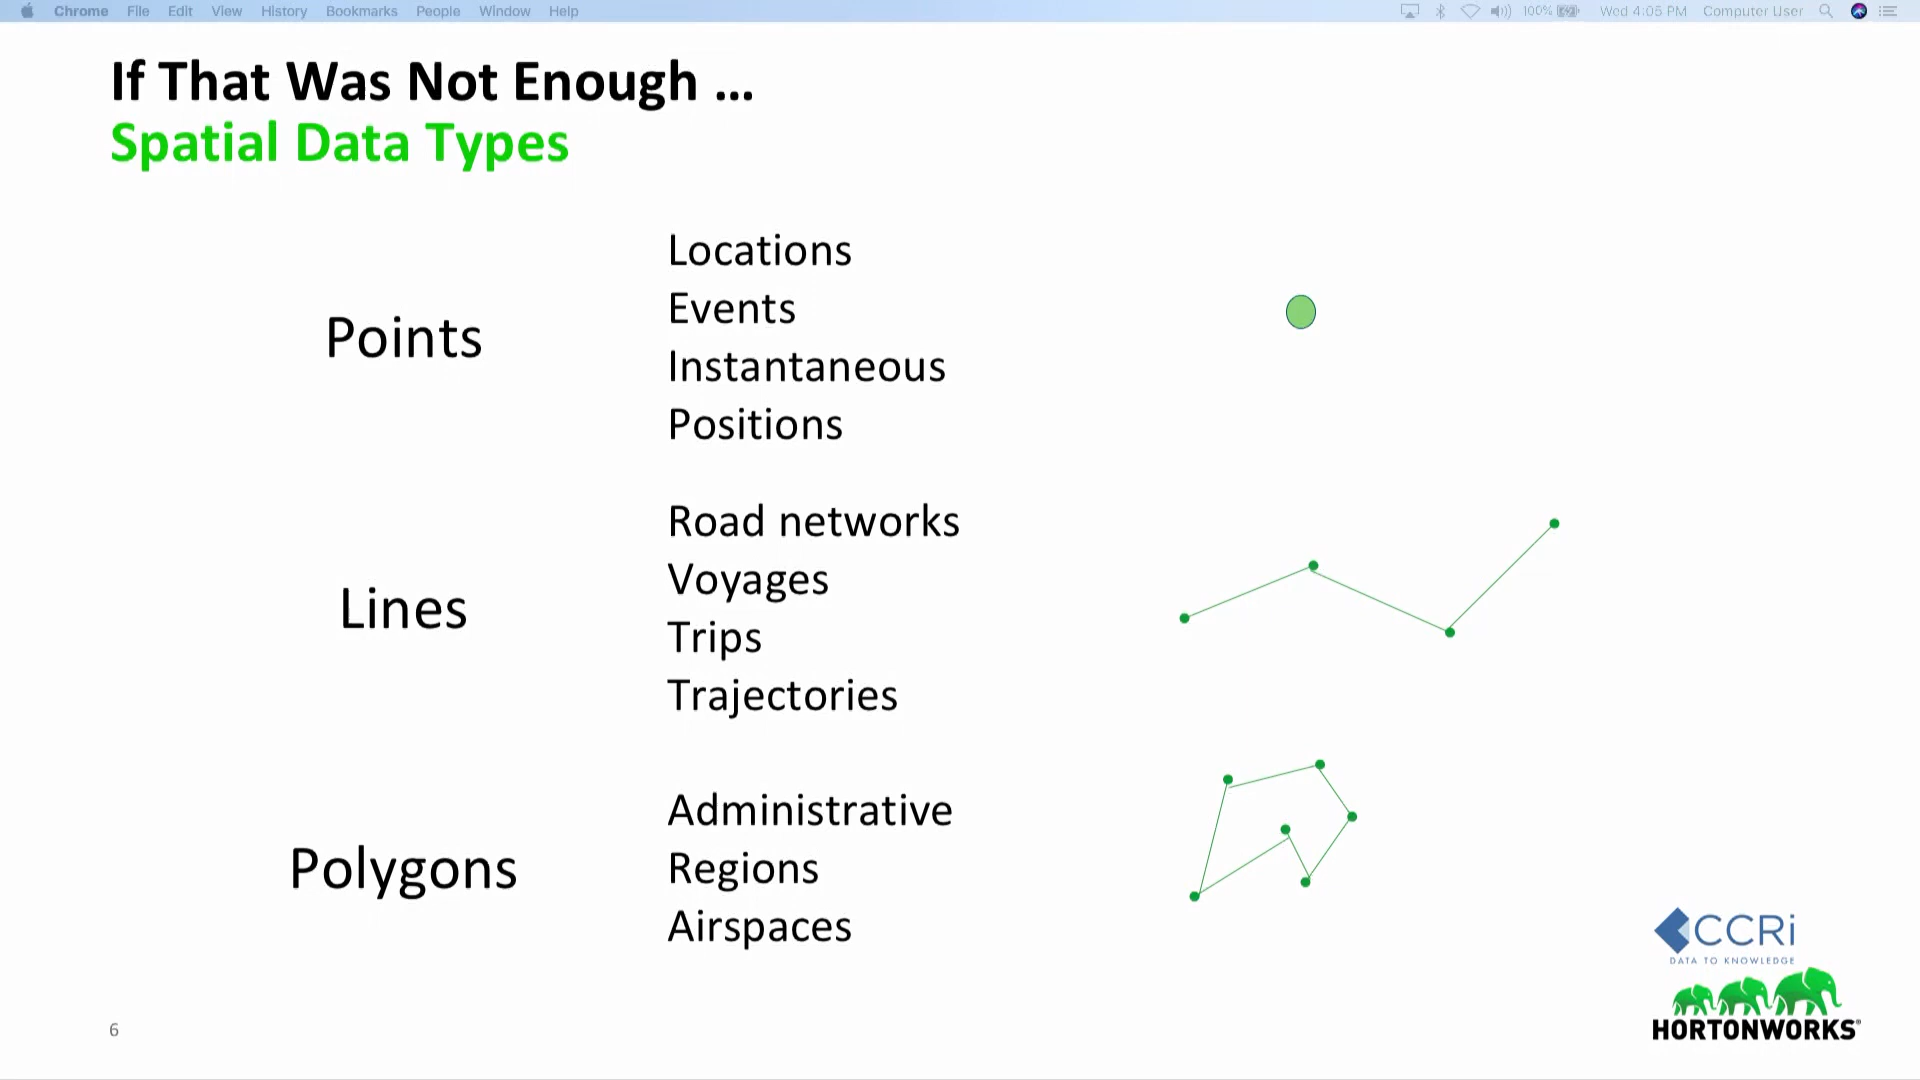 Chrome File Edit View History Bookmarks People Window Help 100% Wed 4:05 PM Computer User
If That Was Not Enough ...
Spatial Data Types
Points
Locations
Events
Instantaneous
Positions
Lines
Road networks
Voyages
Trips
Trajectories
Polygons
Administrative
Regions
Airspaces
CCRi
DATA TO KNOWLEDGE
HORTONWORKS®
6